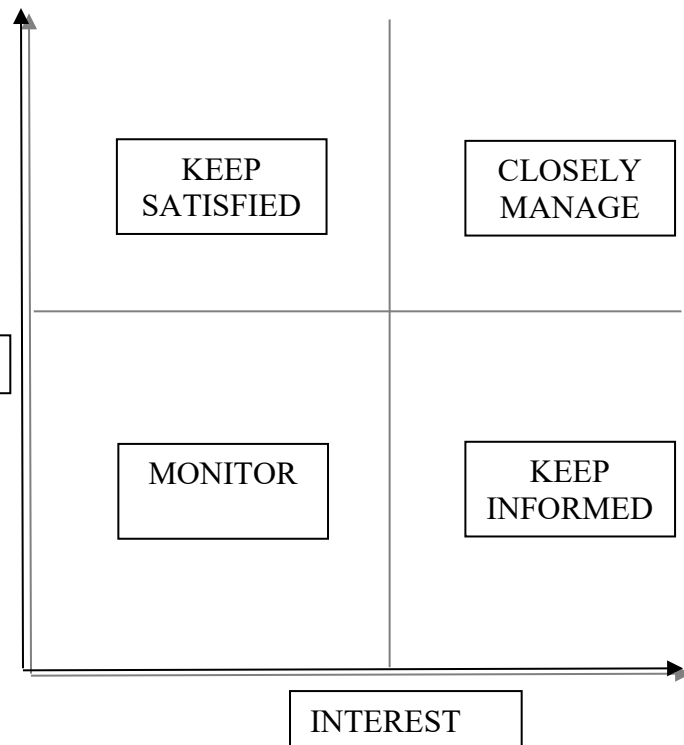 KEEP
SATISFIED
CLOSELY
MANAGE
MONITOR
KEEP
INFORMED
INTEREST